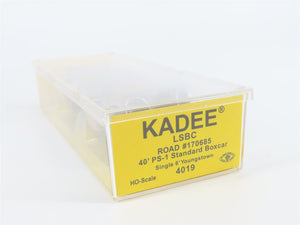 KADEE®
LSBC
ROAD #170685
40' PS-1 Standard Boxcar
Single 6' Youngstown
HO-Scale 4019